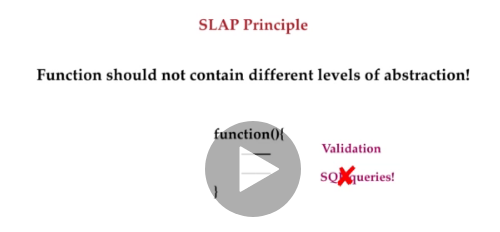 SLAP Principle
Function should not contain different levels of abstraction!
function(){
Validation
SQL queries!
}